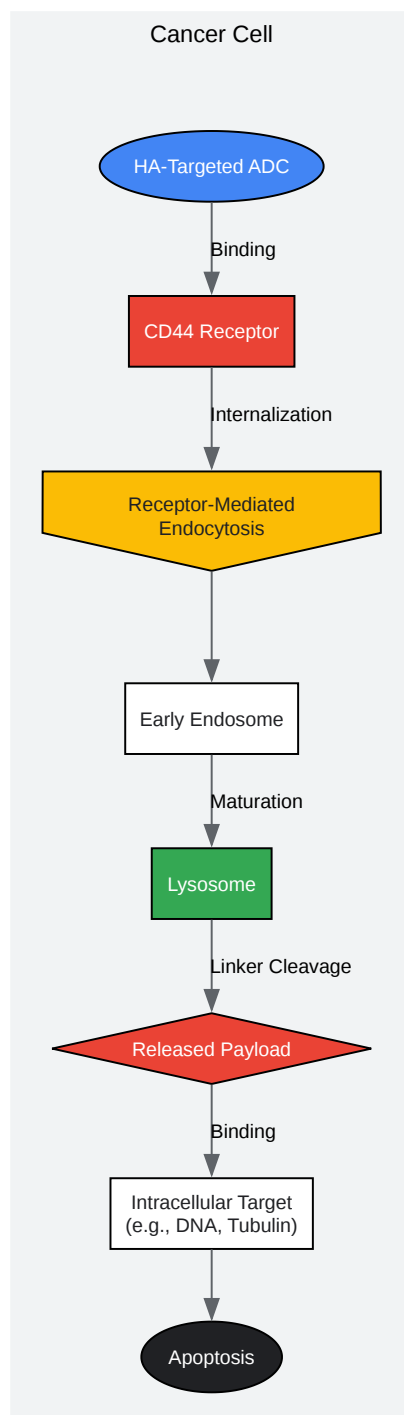 Cancer Cell
HA-Targeted ADC
Binding
CD44 Receptor
Internalization
Receptor-Mediated
Endocytosis
Early Endosome
Maturation
Lysosome
Linker Cleavage
Released Payload
Binding
Intracellular Target
(e.g., DNA, Tubulin)
Apoptosis